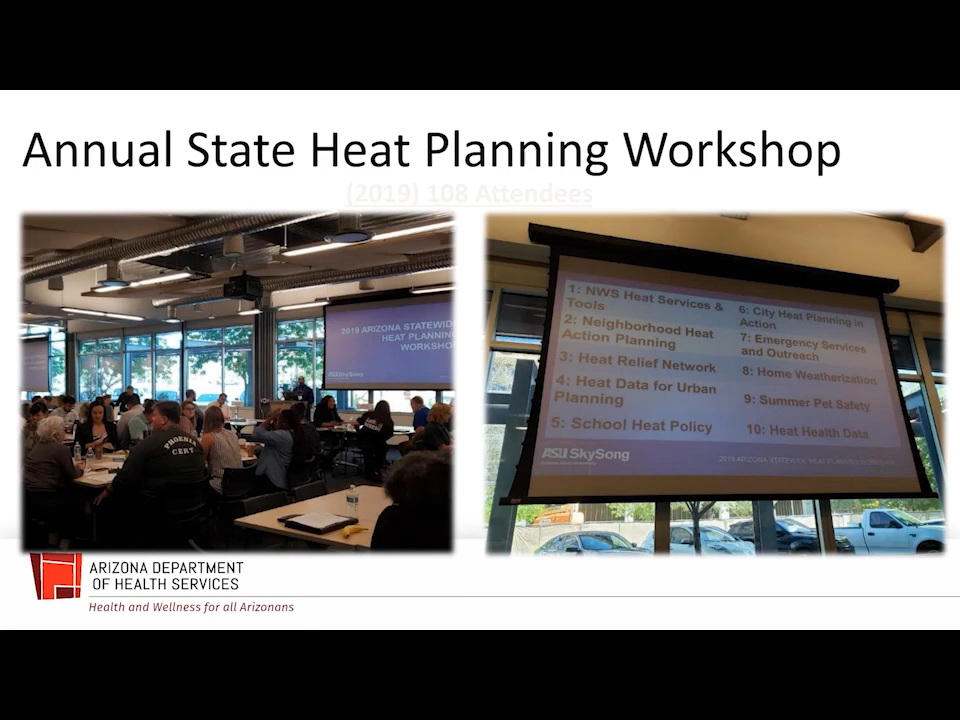 Annual State Heat Planning Workshop
(2019) 108 Attendees
2019 ARIZONA STATEWIDE
HEAT PLANNING
WORKSHOP
ASU SkySong
PHOENIX
CERT
1: NWS Heat Services &
Tools
2: Neighborhood Heat
Action Planning
3: Heat Relief Network
4: Heat Data for Urban
Planning
5: School Heat Policy
6: City Heat Planning in
Action
7: Emergency Services
and Outreach
8: Home Weatherization
9: Summer Pet Safety
10: Heat Health Data
ASU SkySong
2019 ARIZONA STATEWIDE HEAT PLANNING WORKSHOP
ARIZONA DEPARTMENT
OF HEALTH SERVICES
Health and Wellness for all Arizonans